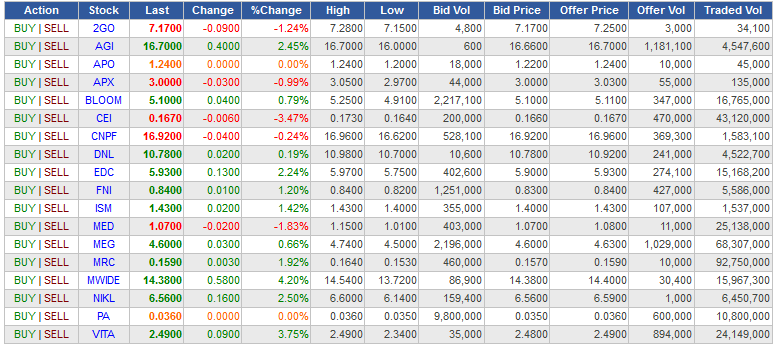 Action Stock Last Change %Change High Low Bid Vol Bid Price Offer Price Offer Vol Traded Vol
BUY | SELL 2GO 7.1700 -0.0900 -1.24% 7.2800 7.1500 4,800 7.1700 7.2500 3,000 34,100
BUY | SELL AGI 16.7000 0.4000 2.45% 16.7000 16.0000 600 16.6600 16.7000 1,181,100 4,547,600
BUY | SELL APO 1.2400 0.0000 0.00% 1.2400 1.2000 18,000 1.2200 1.2400 10,000 45,000
BUY | SELL APX 3.0000 -0.0300 -0.99% 3.0500 2.9700 44,000 3.0000 3.0300 55,000 135,000
BUY | SELL BLOOM 5.1000 0.0400 0.79% 5.2500 4.9100 2,217,100 5.1000 5.1100 347,000 16,765,000
BUY | SELL CEI 0.1670 -0.0060 -3.47% 0.1730 0.1640 200,000 0.1660 0.1670 470,000 43,120,000
BUY | SELL CNPF 16.9200 -0.0400 -0.24% 16.9600 16.6200 528,100 16.9200 16.9600 369,300 1,583,100
BUY | SELL DNL 10.7800 0.0200 0.19% 10.9800 10.7000 10,600 10.7800 10.9200 241,000 4,522,700
BUY | SELL EDC 5.9300 0.1300 2.24% 5.9700 5.7500 402,600 5.9000 5.9300 274,100 15,168,200
BUY | SELL FNI 0.8400 0.0100 1.20% 0.8400 0.8200 1,251,000 0.8300 0.8400 427,000 5,586,000
BUY | SELL ISM 1.4300 0.0200 1.42% 1.4300 1.4000 355,000 1.4000 1.4300 107,000 1,537,000
BUY | SELL MED 1.0700 -0.0200 -1.83% 1.1500 1.0100 403,000 1.0700 1.0800 11,000 25,138,000
BUY | SELL MEG 4.6000 0.0300 0.66% 4.7400 4.5000 2,196,000 4.6000 4.6300 1,029,000 68,307,000
BUY | SELL MRC 0.1590 0.0030 1.92% 0.1640 0.1530 460,000 0.1570 0.1590 10,000 92,750,000
BUY | SELL MWIDE 14.3800 0.5800 4.20% 14.5400 13.7200 86,900 14.3800 14.4000 30,400 15,967,300
BUY | SELL NIKL 6.5600 0.1600 2.50% 6.6000 6.1400 159,400 6.5600 6.5900 1,000 6,450,700
BUY | SELL PA 0.0360 0.0000 0.00% 0.0360 0.0350 9,800,000 0.0350 0.0360 600,000 10,800,000
BUY | SELL VITA 2.4900 0.0900 3.75% 2.4900 2.3400 35,000 2.4800 2.4900 894,000 24,149,000